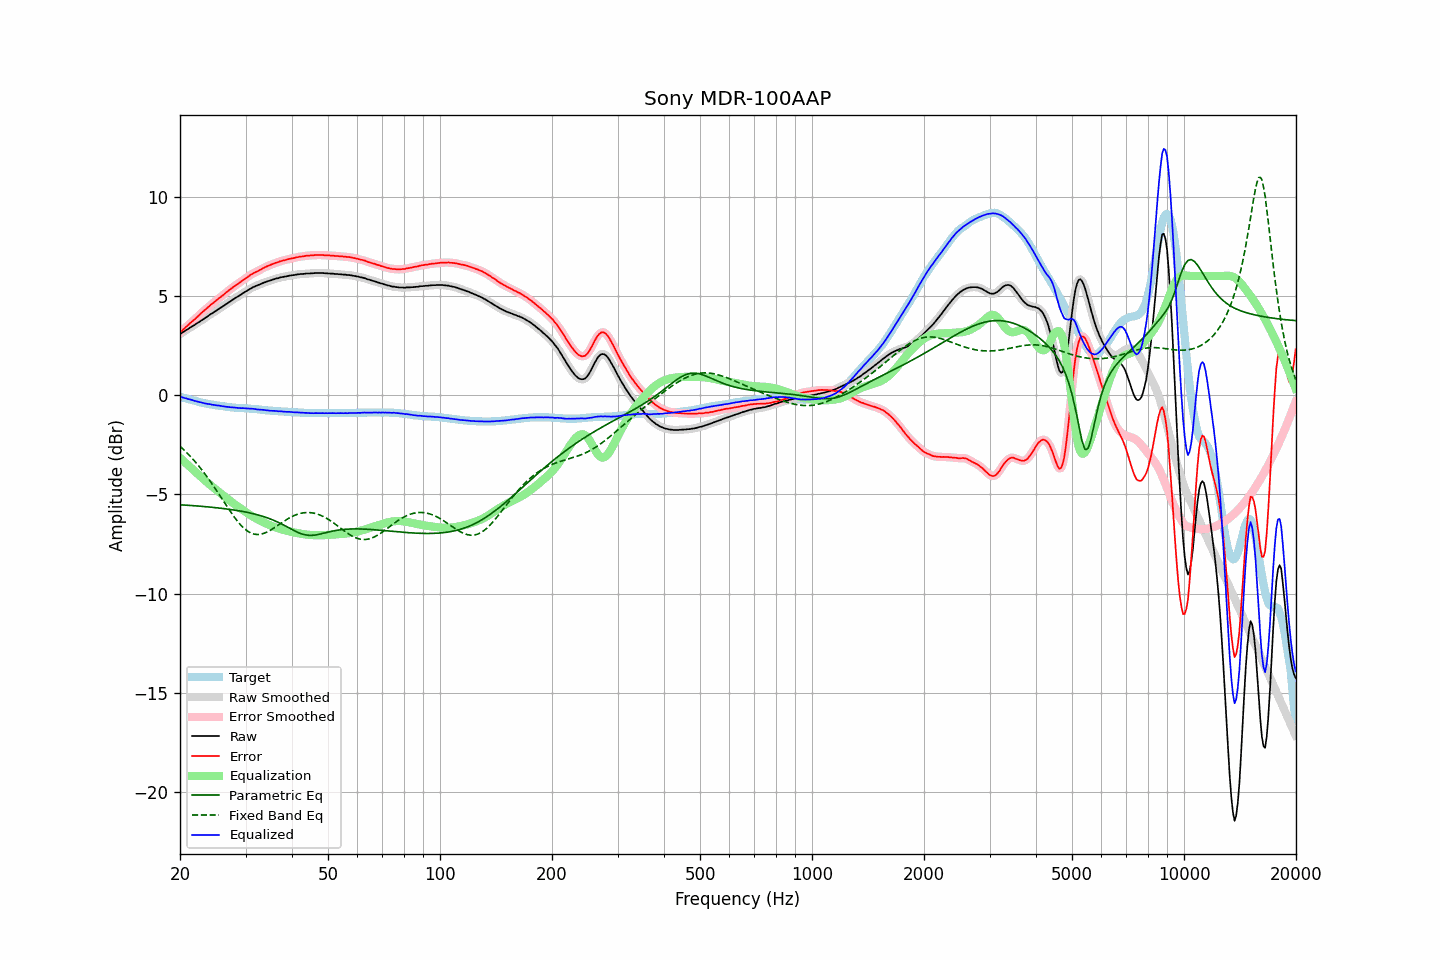 Sony MDR-100AAP
Amplitude (dBr)
10
5
0
−5
−10
−15
−20
Target
Raw Smoothed
Error Smoothed
Raw
Error
Equalization
Parametric Eq
Fixed Band Eq
Equalized
20 50 100 200 500 1000 2000 5000 10000 20000
Frequency (Hz)